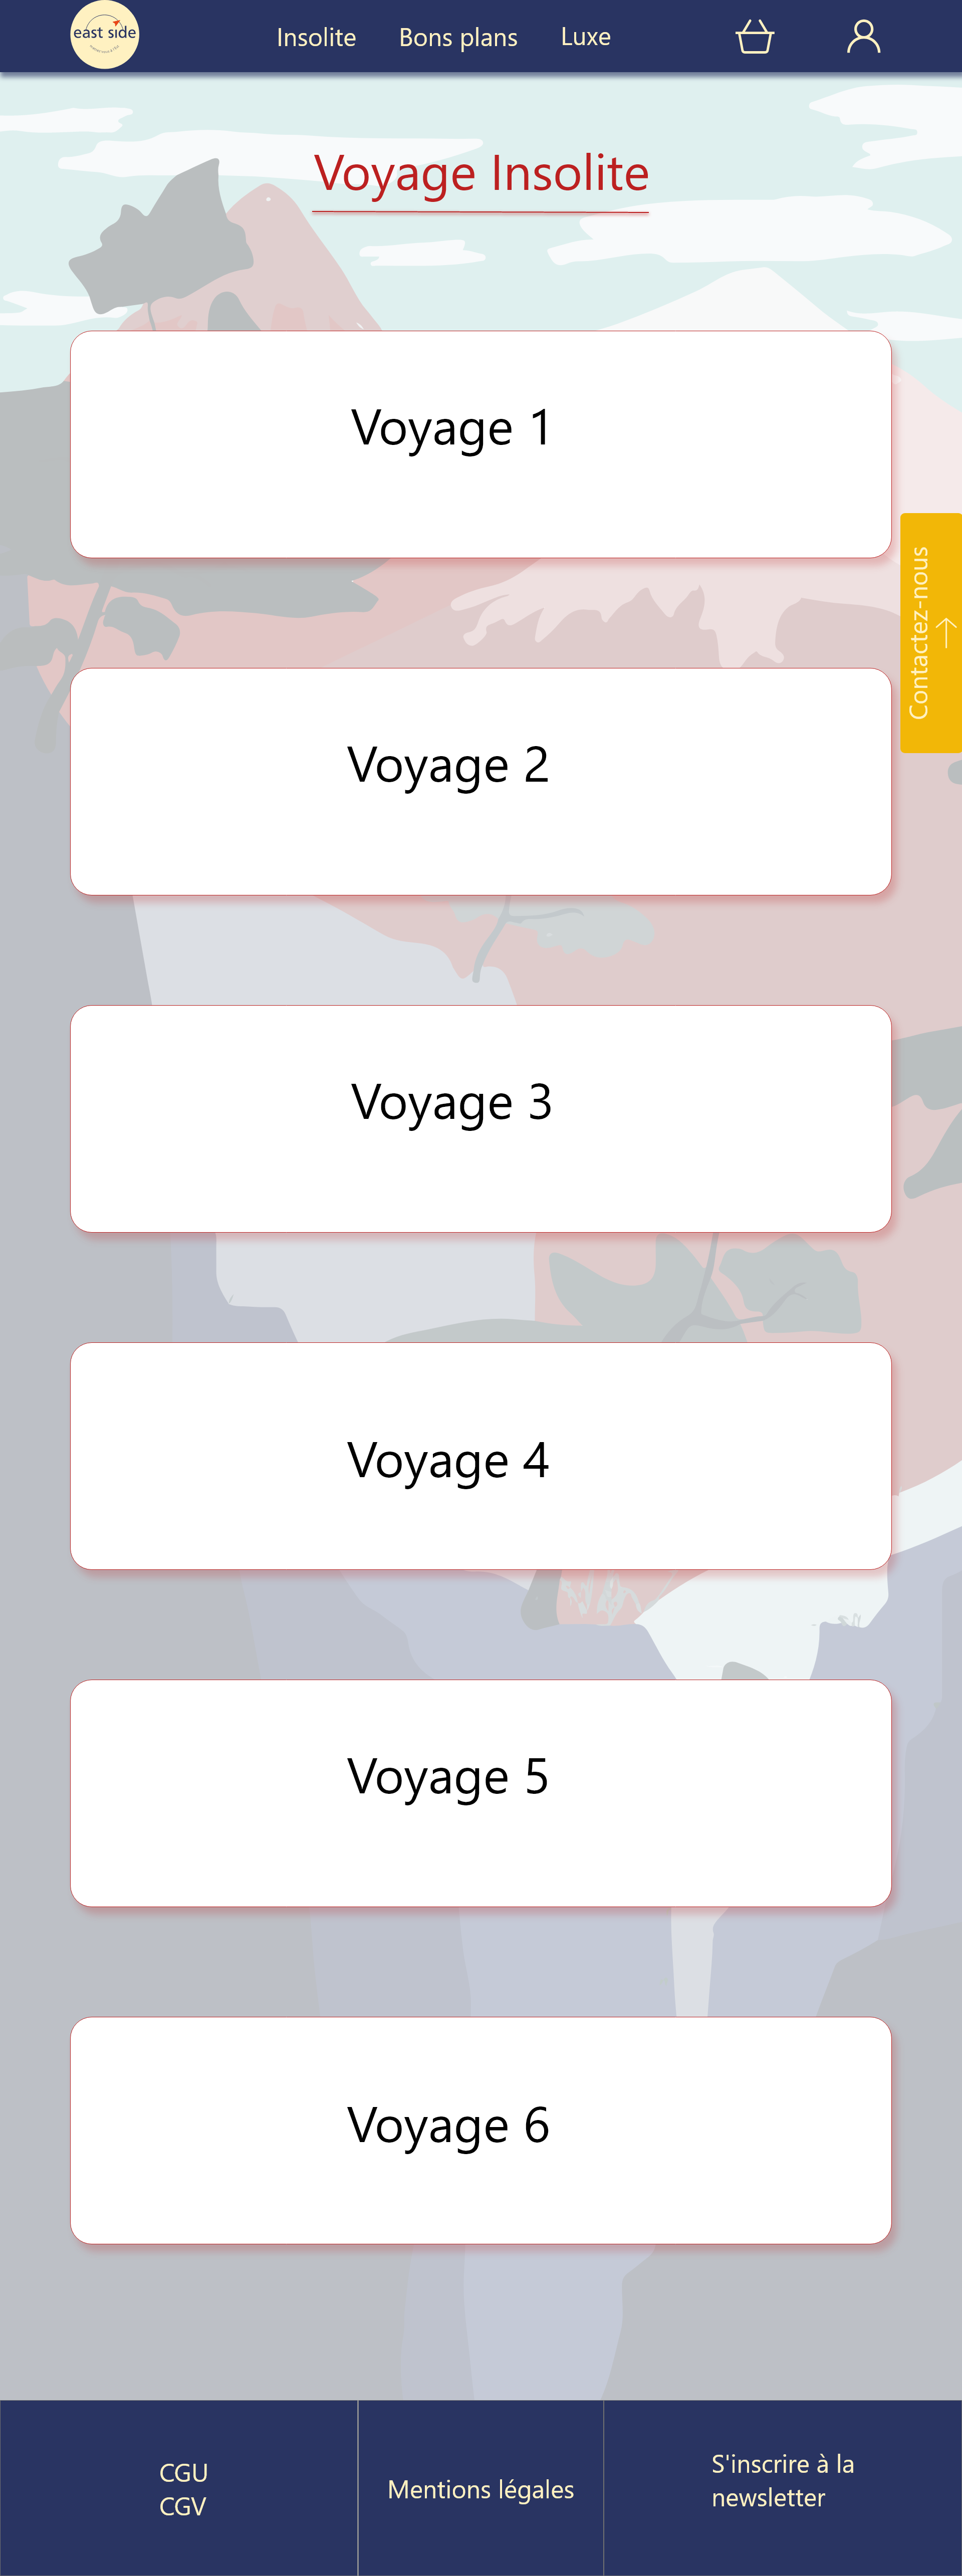 east side
Insolite
Bons plans
Luxe
Voyage Insolite
Voyage 1
Contactez-nous
Voyage 2
Voyage 3
Voyage 4
Voyage 5
Voyage 6
CGU
CGV
Mentions légales
S'inscrire à la
newsletter